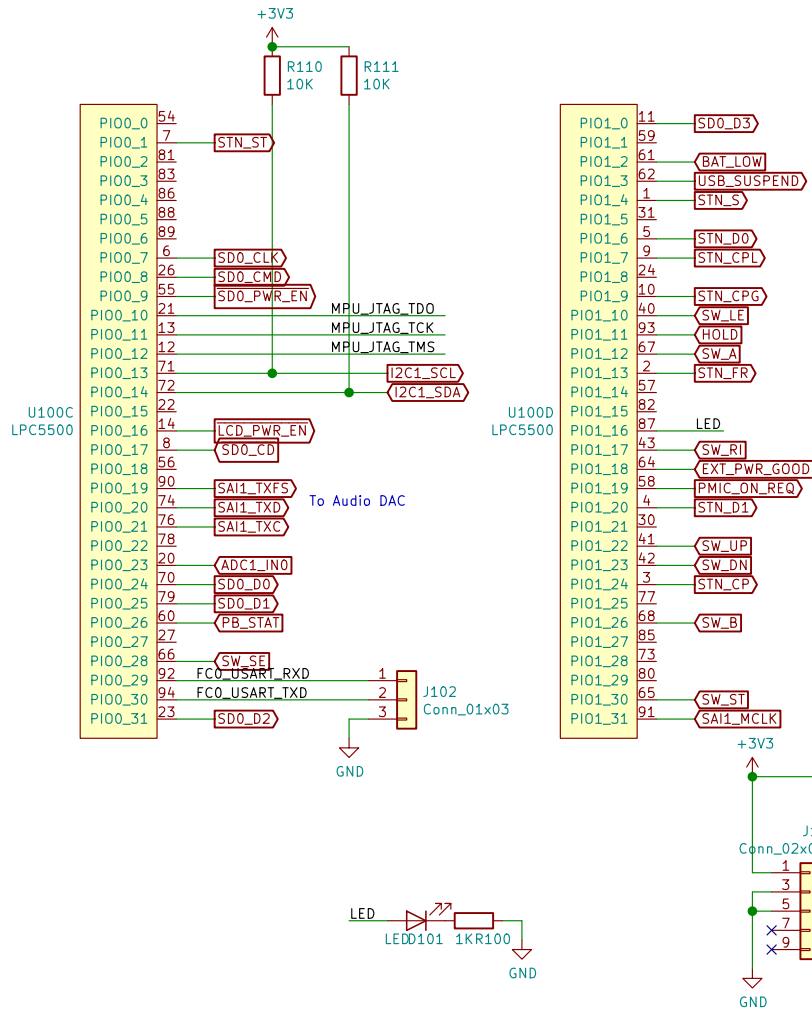 +3V3
R110
10K
R111
10K
PIO0_0 54
PIO0_1 7 STN_ST
PIO0_2 81
PIO0_3 83
PIO0_4 86
PIO0_5 88
PIO0_6 89
PIO0_7 6 SD0_CLK
PIO0_8 26 SD0_CMD
PIO0_9 55 SD0_PWR_EN
PIO0_10 21 MPU_JTAG_TDO
PIO0_11 13 MPU_JTAG_TCK
PIO0_12 12 MPU_JTAG_TMS
PIO0_13 71 I2C1_SCL
PIO0_14 72 I2C1_SDA
PIO0_15 22
U100C
LPC5500
PIO0_16 14 LCD_PWR_EN
PIO0_17 8 SD0_CD
PIO0_18 56
PIO0_19 90 SAI1_TXFS
PIO0_20 74 SAI1_TXD
To Audio DAC
PIO0_21 76 SAI1_TXC
PIO0_22 78
PIO0_23 20 ADC1_IN0
PIO0_24 70 SD0_D0
PIO0_25 79 SD0_D1
PIO0_26 60 PB_STAT
PIO0_27 27
PIO0_28 66 SW_SE
PIO0_29 92 FC0_USART_RXD 1
PIO0_30 94 FC0_USART_TXD 2
PIO0_31 23 SD0_D2 3
J102
Conn_01x03
GND
PIO1_0 11 SD0_D3
PIO1_1 59
PIO1_2 61 BAT_LOW
PIO1_3 62 USB_SUSPEND
PIO1_4 1 STN_S
PIO1_5 31
PIO1_6 5 STN_D0
PIO1_7 9 STN_CPL
PIO1_8 24
PIO1_9 10 STN_CPG
PIO1_10 40 SW_LE
PIO1_11 93 HOLD
PIO1_12 67 SW_A
PIO1_13 2 STN_FR
PIO1_14 57
PIO1_15 82
U100D
LPC5500
PIO1_16 87 LED
PIO1_17 43 SW_RI
PIO1_18 64 EXT_PWR_GOOD
PIO1_19 58 PMIC_ON_REQ
PIO1_20 4 STN_D1
PIO1_21 30
PIO1_22 41 SW_UP
PIO1_23 42 SW_DN
PIO1_24 3 STN_CP
PIO1_25 77
PIO1_26 68 SW_B
PIO1_27 85
PIO1_28 73
PIO1_29 80
PIO1_30 65 SW_ST
PIO1_31 91 SAI1_MCLK
+3V3
1
3
5
7
9
GND
LED
LED D101 1K R100
GND